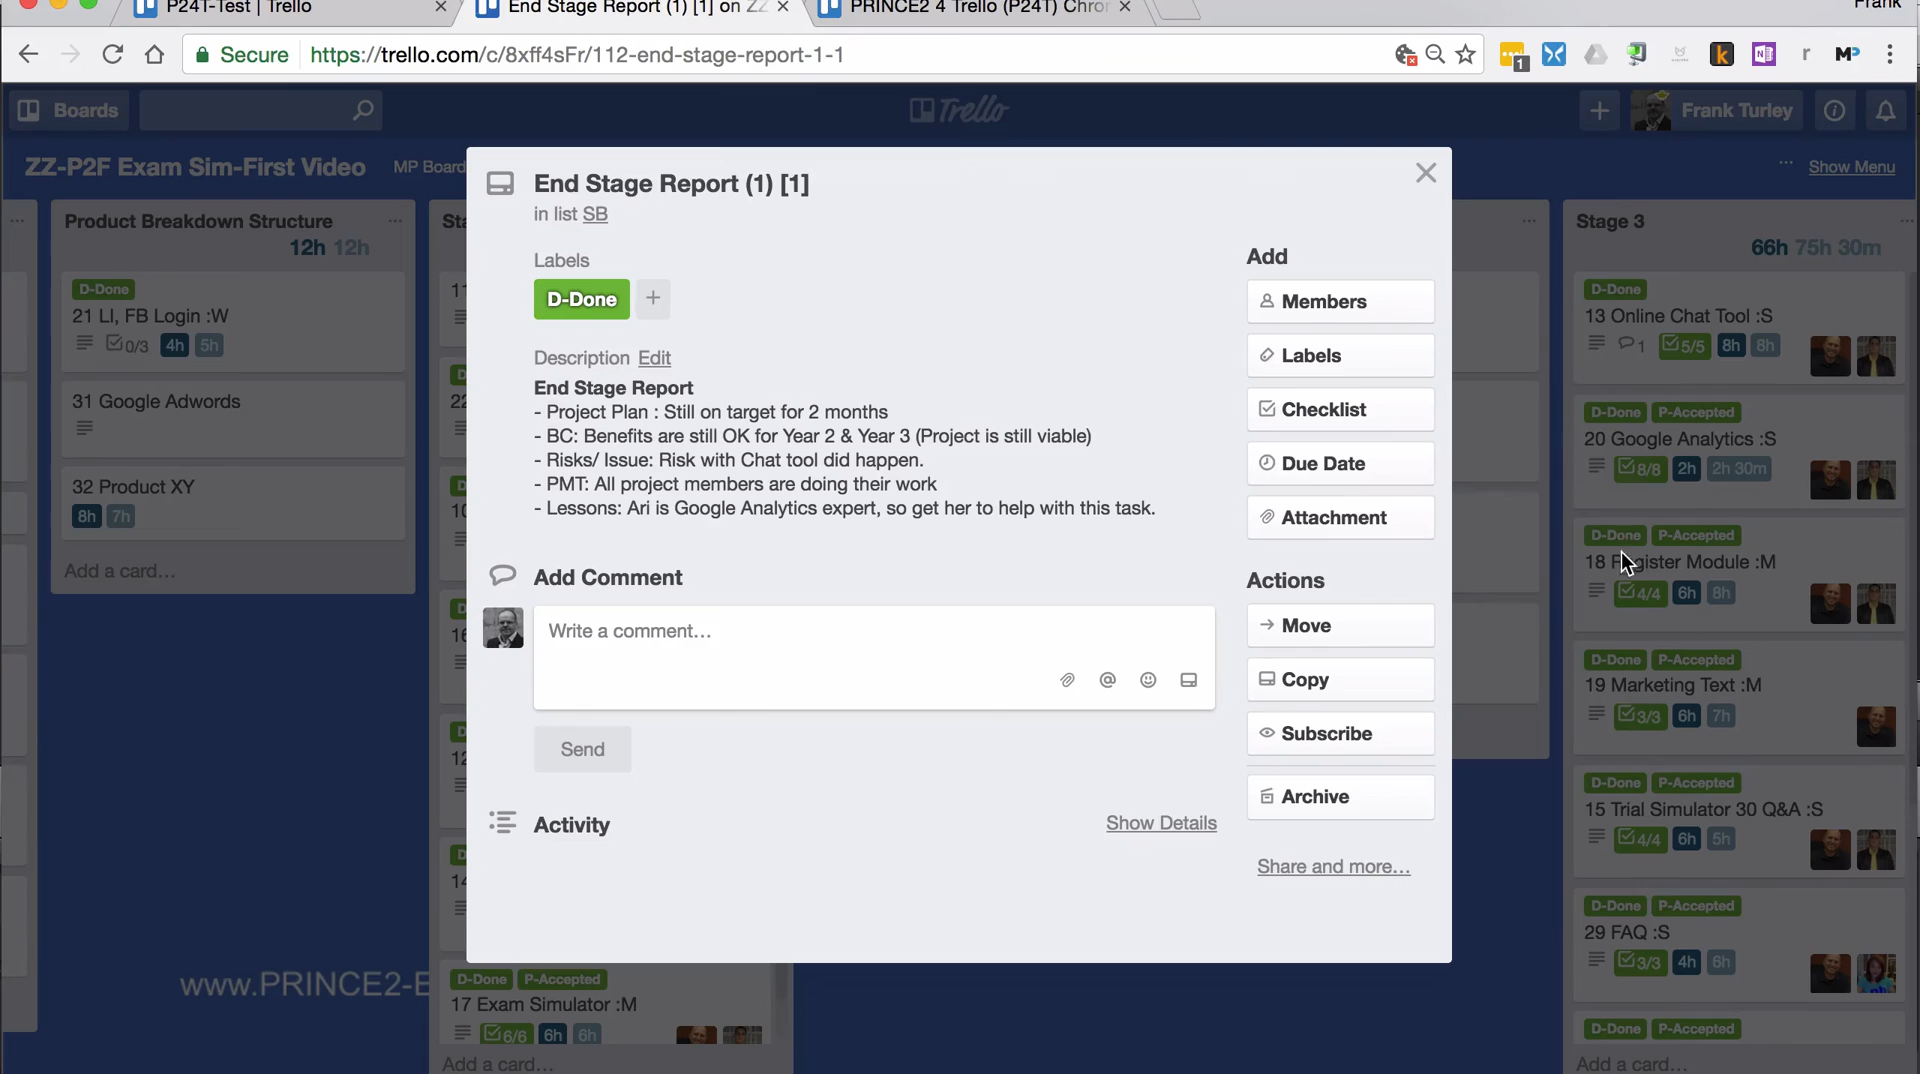 P24T-Test | Trello
End Stage Report (1) [1] on ZZ
PRINCE2 4 Trello (P24T) Chro
Frank
Secure
https://trello.com/c/8xff4sFr/112-end-stage-report-1-1
1
Boards
Trello
Frank Turley
ZZ-P2F Exam Sim-First Video
MP Board
Show Menu
Product Breakdown Structure
12h 12h
D-Done
21 LI, FB Login :W
0/3 4h 5h
31 Google Adwords
32 Product XY
8h 7h
Add a card...
D-Done P-Accepted
17 Exam Simulator :M
6/6 6h 6h
Add a card...
www.PRINCE2-E
End Stage Report (1) [1]
in list SB
Labels
D-Done
Description Edit
End Stage Report
- Project Plan : Still on target for 2 months
- BC: Benefits are still OK for Year 2 & Year 3 (Project is still viable)
- Risks/ Issue: Risk with Chat tool did happen.
- PMT: All project members are doing their work
- Lessons: Ari is Google Analytics expert, so get her to help with this task.
Add Comment
Write a comment...
Send
Activity
Show Details
Add
Members
Labels
Checklist
Due Date
Attachment
Actions
Move
Copy
Subscribe
Archive
Share and more...
Stage 3
66h 75h 30m
D-Done
13 Online Chat Tool :S
1 5/5 8h 8h
D-Done P-Accepted
20 Google Analytics :S
8/8 2h 2h 30m
D-Done P-Accepted
18 Register Module :M
4/4 6h 8h
D-Done P-Accepted
19 Marketing Text :M
3/3 6h 7h
D-Done P-Accepted
15 Trial Simulator 30 Q&A :S
4/4 6h 5h
D-Done P-Accepted
29 FAQ :S
3/3 4h 6h
D-Done P-Accepted
Add a card...